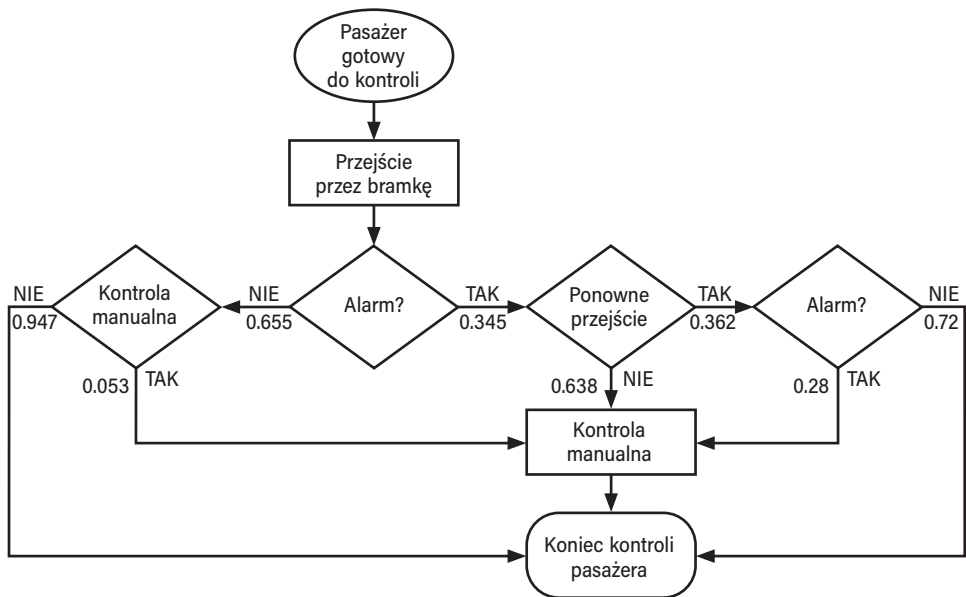 Pasażer
gotowy
do kontroli
Przejście
przez bramkę
NIE
0.947
Kontrola
manualna
NIE
0.655
Alarm?
TAK
0.345
Ponowne
przejście
TAK
0.362
Alarm?
NIE
0.72
0.053
TAK
0.638
NIE
0.28
TAK
Kontrola
manualna
Koniec kontroli
pasażera